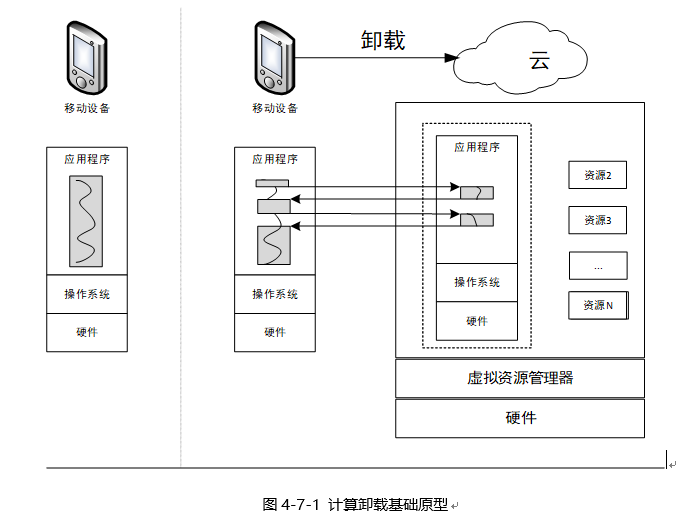 卸载
云
移动设备
移动设备
应用程序
操作系统
硬件
应用程序
操作系统
硬件
应用程序
操作系统
硬件
资源2
资源3
...
资源N
虚拟资源管理器
硬件
图 4-7-1 计算卸载基础原型